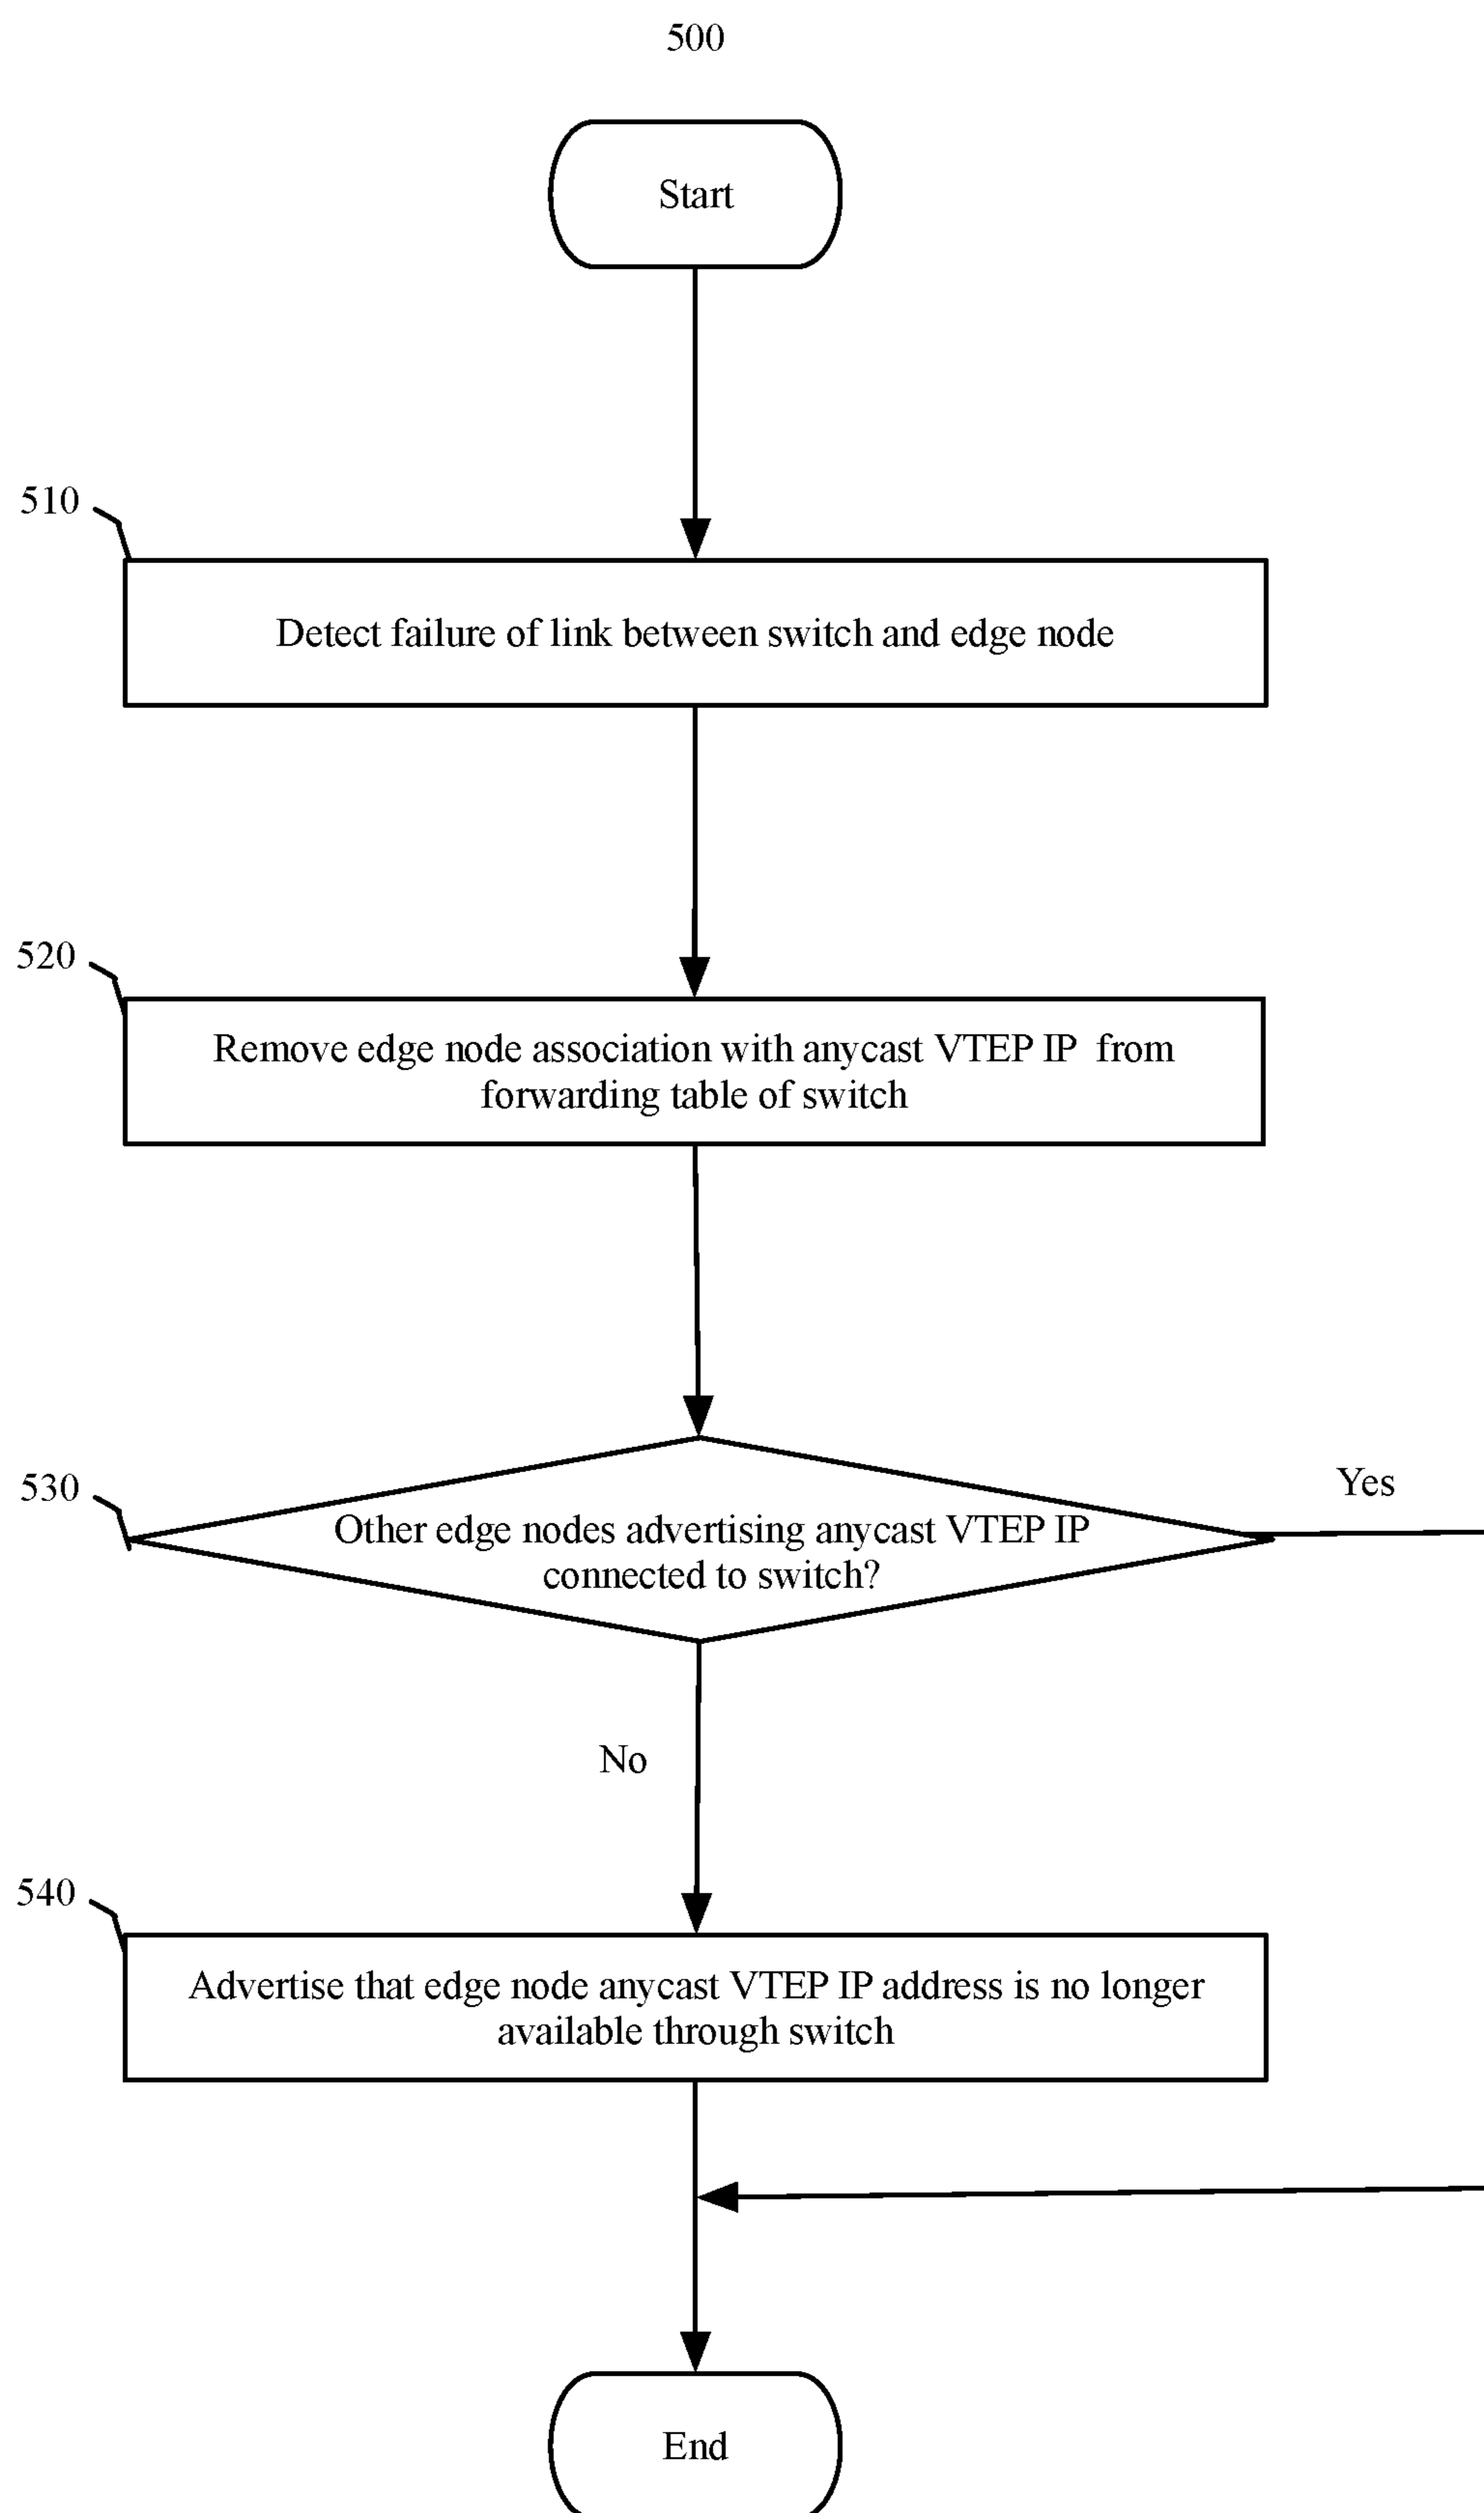 500
Start
510
Detect failure of link between switch and edge node
520
Remove edge node association with anycast VTEP IP from
forwarding table of switch
530
Other edge nodes advertising anycast VTEP IP
connected to switch?
Yes
No
540
Advertise that edge node anycast VTEP IP address is no longer
available through switch
End